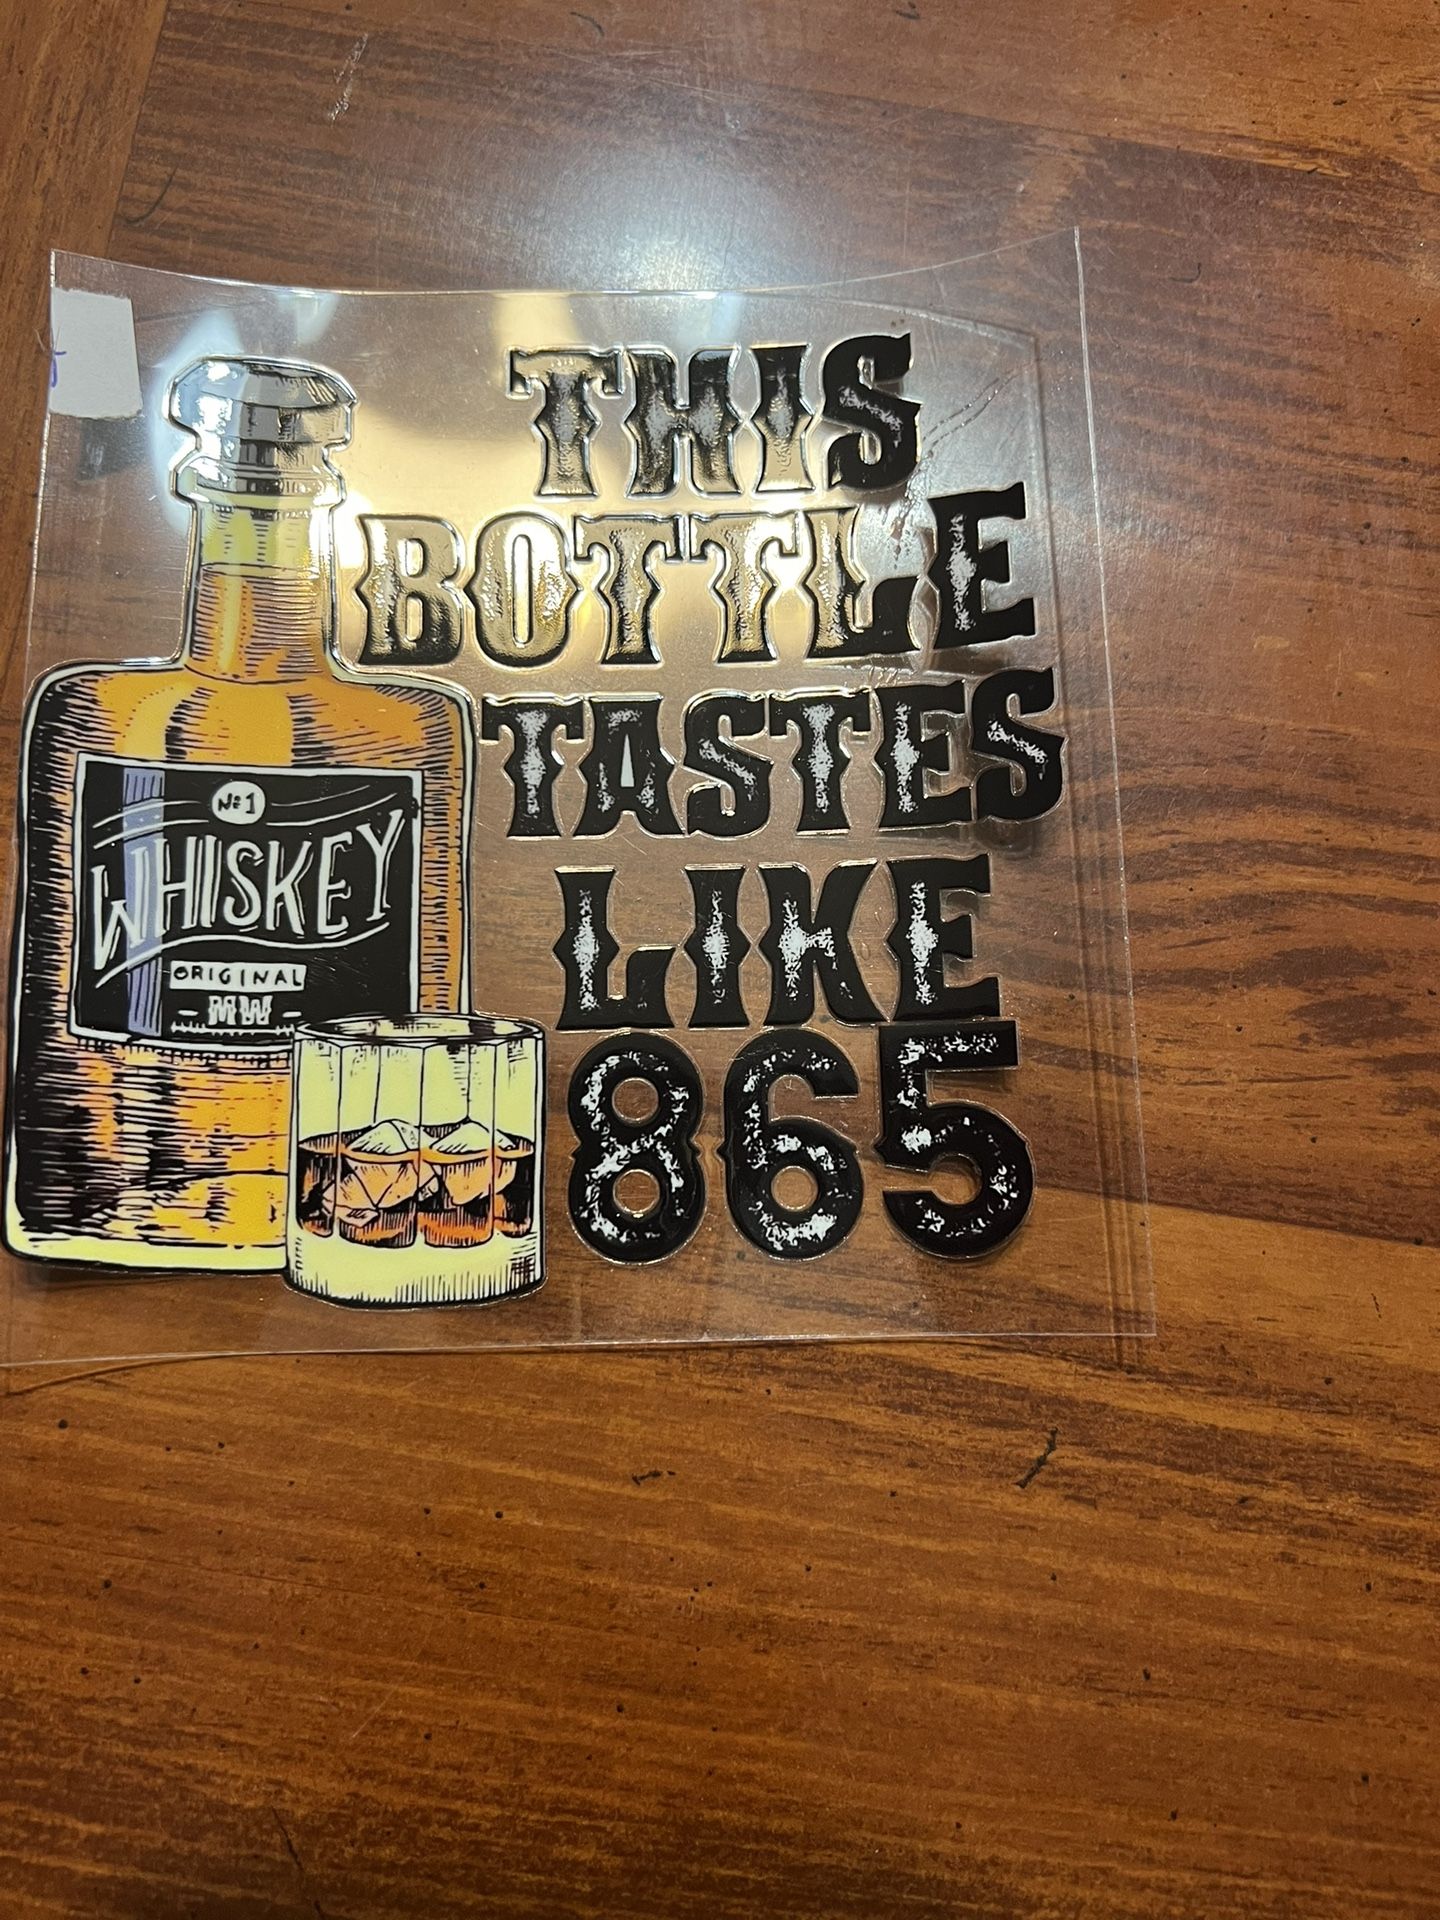 THIS
BOTTLE
TASTES
LIKE
865
№1
WHISKEY
ORIGINAL
- MW -